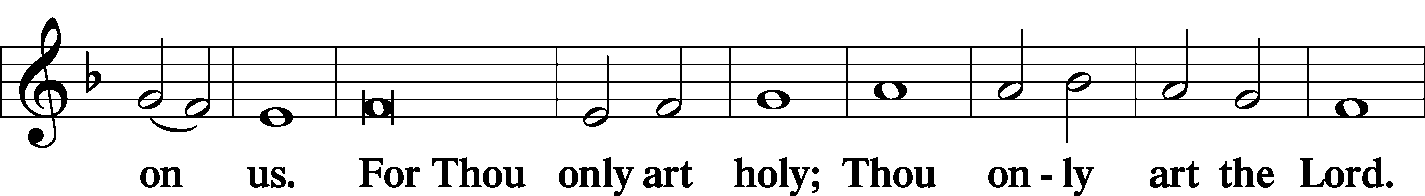 on us. For Thou only art holy; Thou on - ly art the Lord.